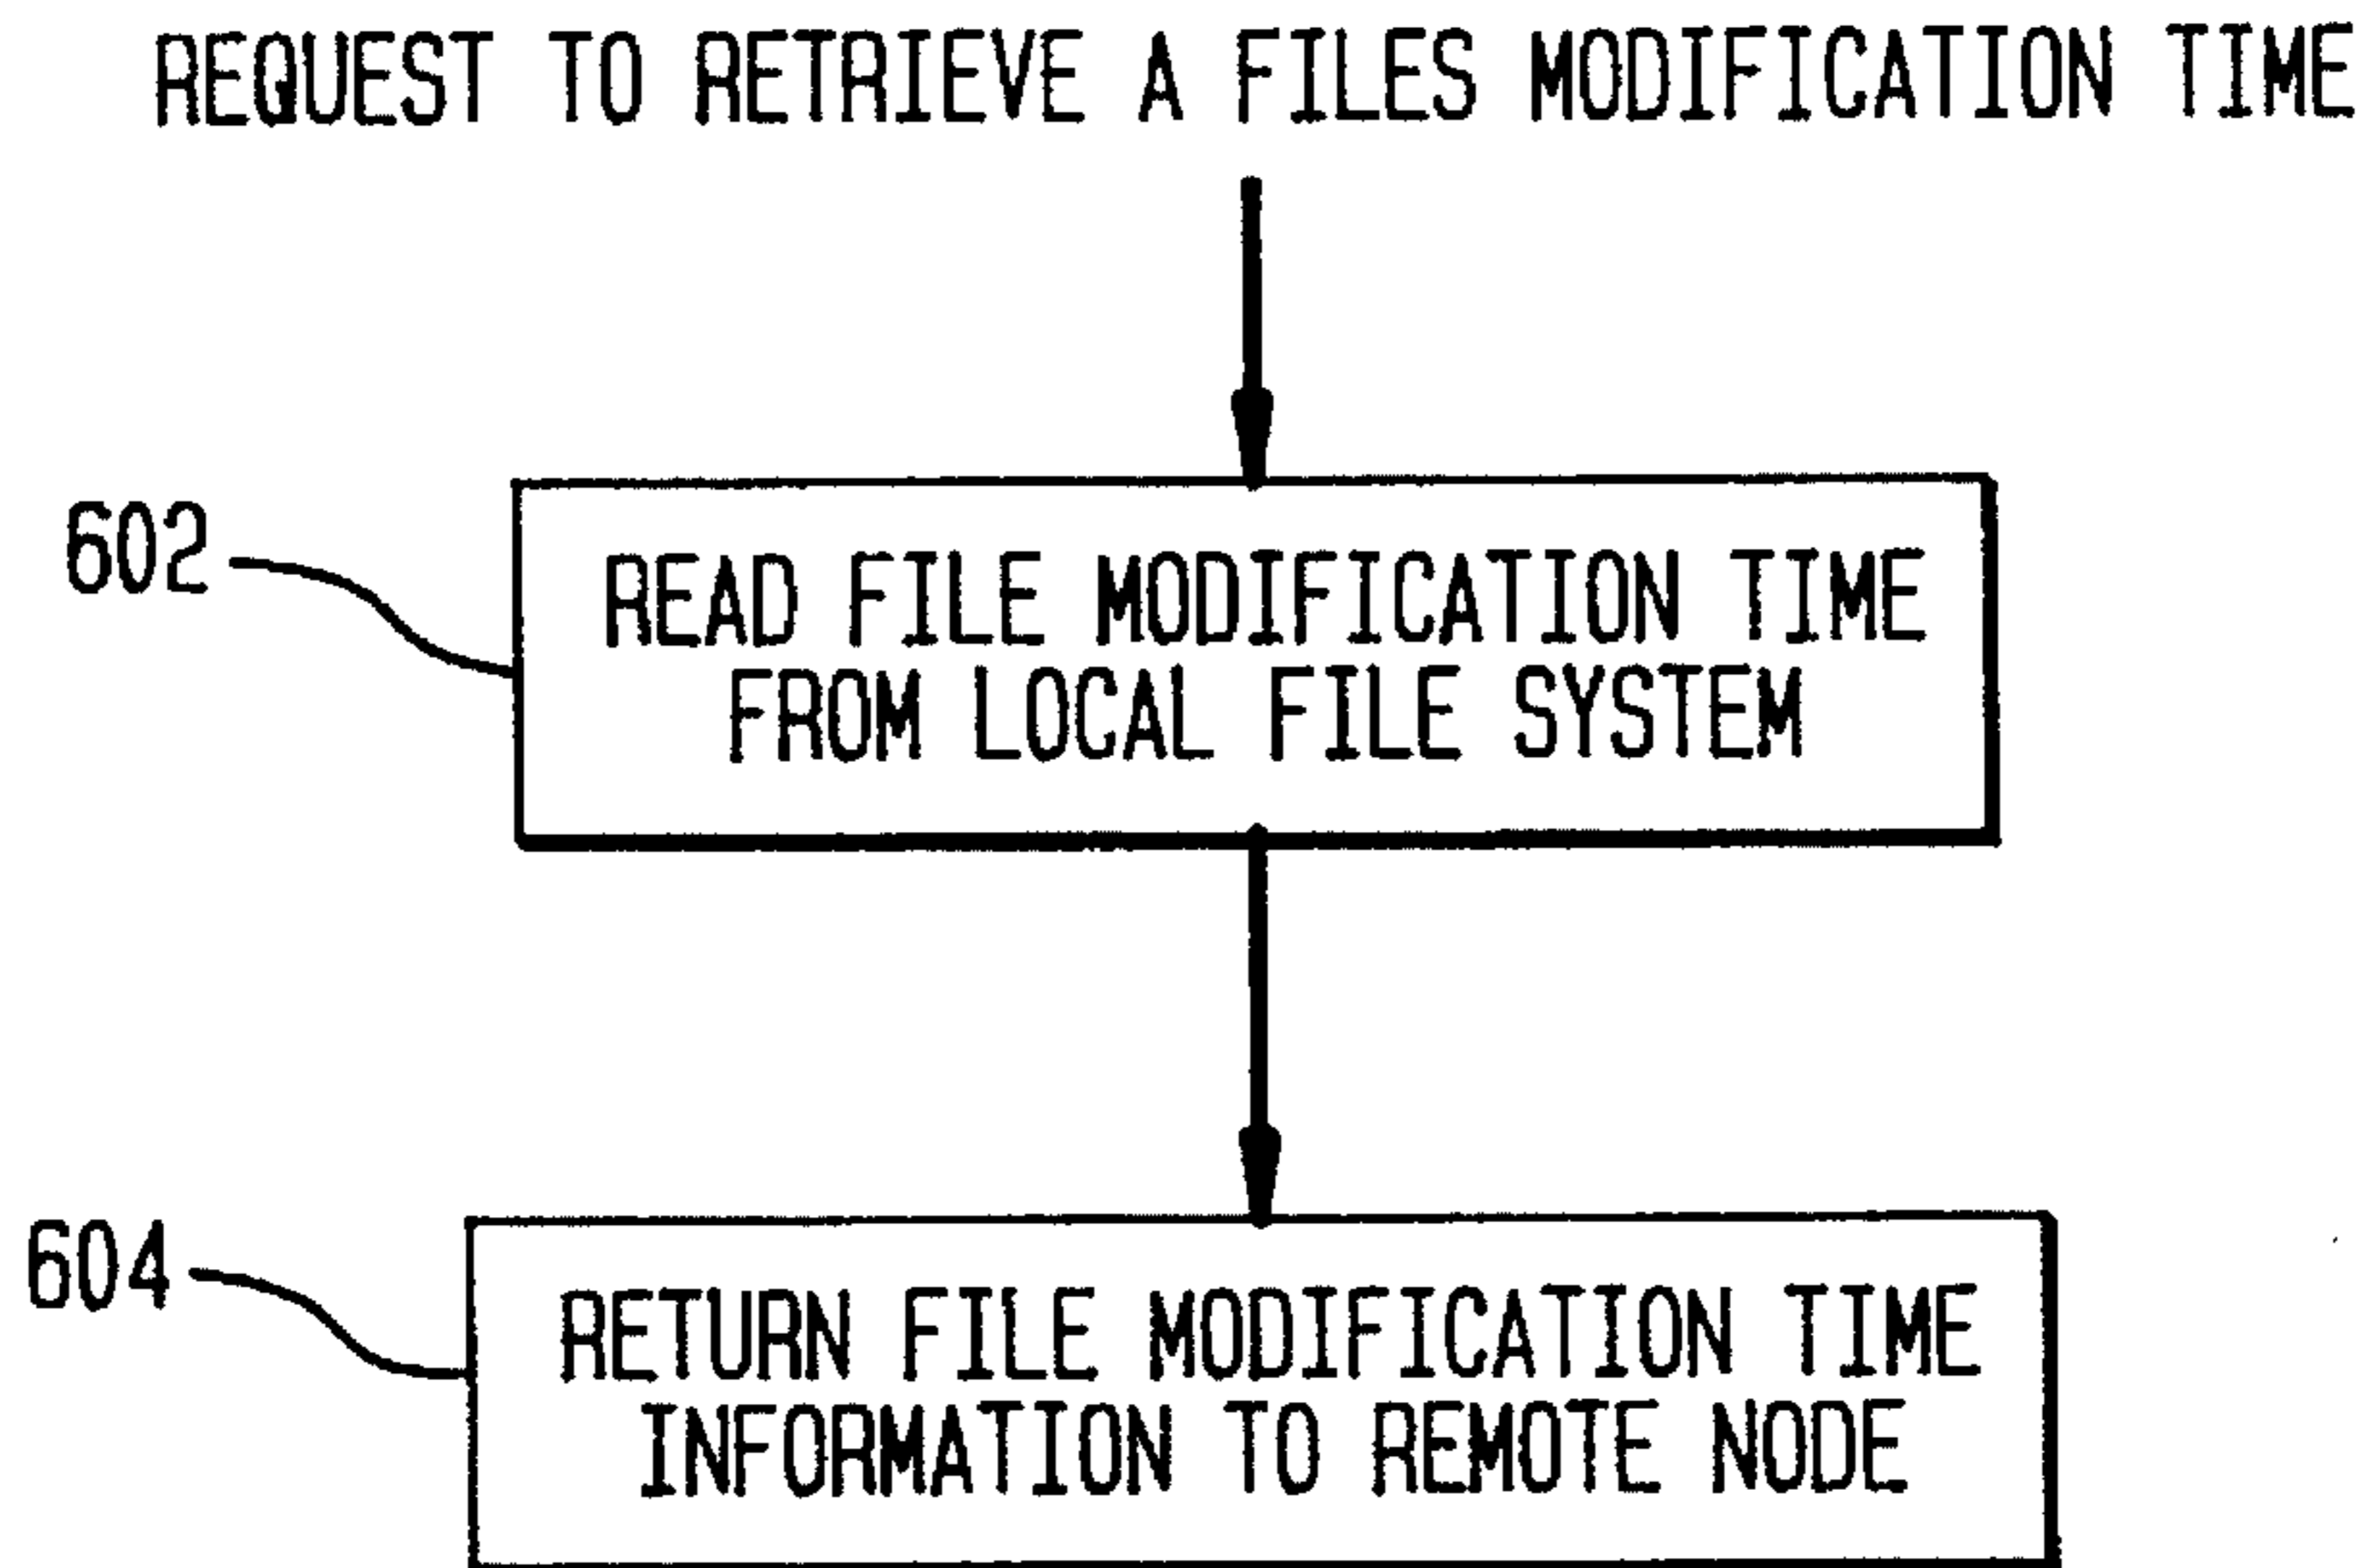 REQUEST TO RETRIEVE A FILES MODIFICATION TIME
602
READ FILE MODIFICATION TIME
FROM LOCAL FILE SYSTEM
604
RETURN FILE MODIFICATION TIME
INFORMATION TO REMOTE NODE